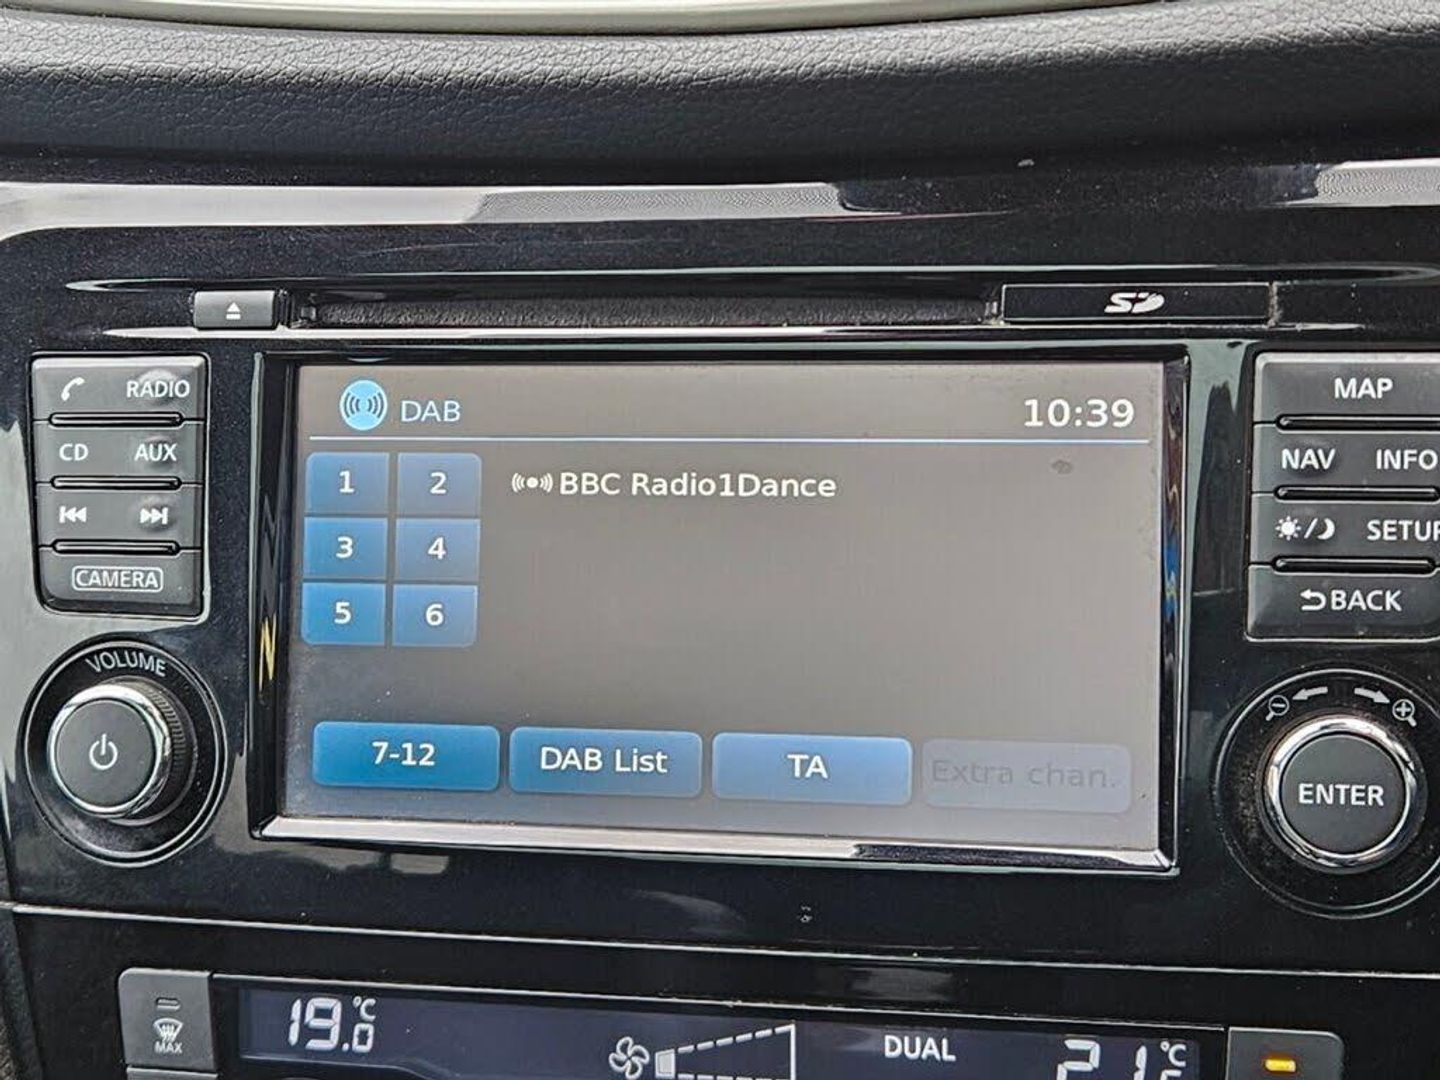 SD
RADIO
CD AUX
CAMERA
VOLUME
DAB 10:39
1 2
3 4
5 6
BBC Radio1Dance
7-12 DAB List TA Extra chan.
MAP
NAV INFO
SETUP
BACK
ENTER
MAX
19.0 °C
DUAL
21. °C